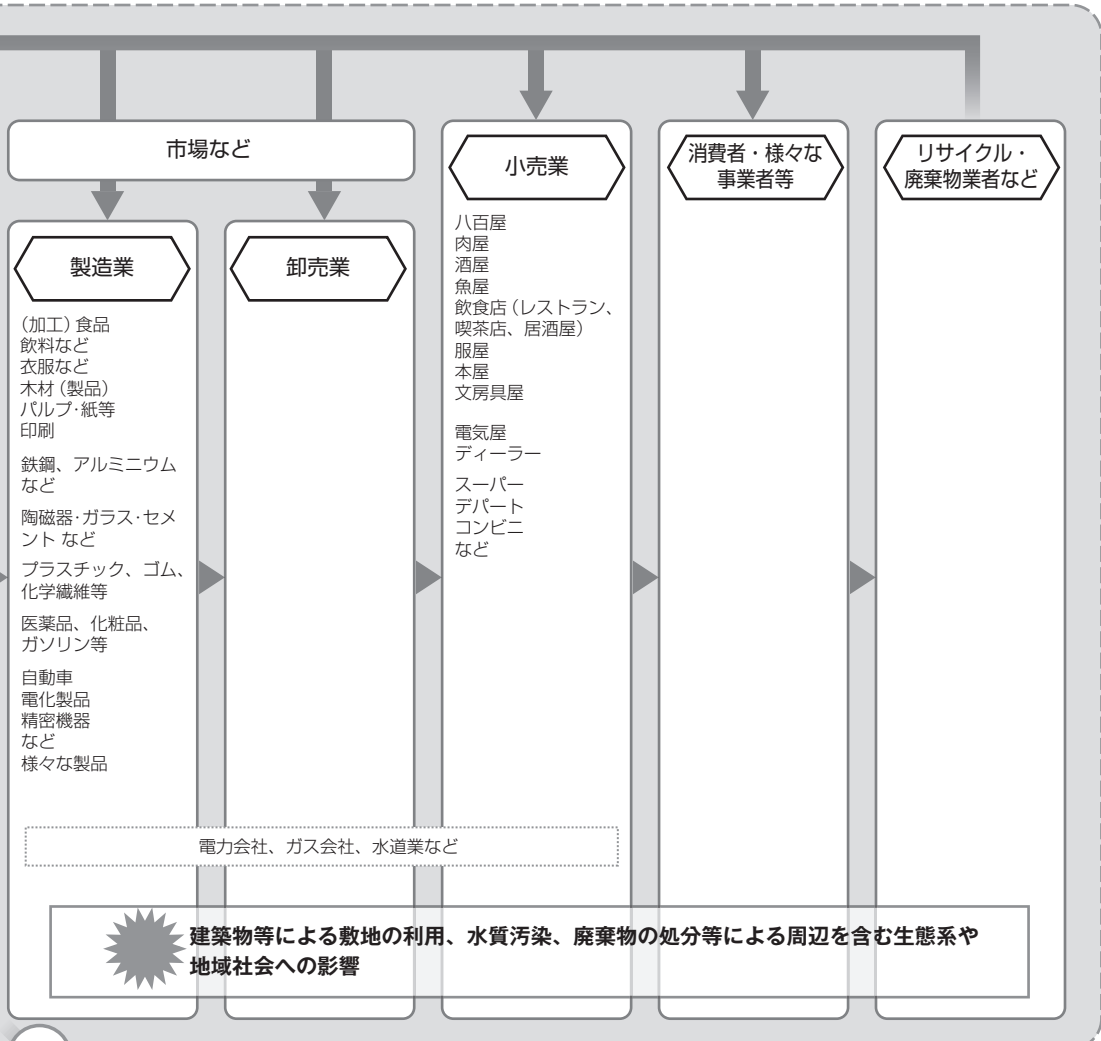 市場など
製造業
(加工)食品
飲料など
衣服など
木材(製品)
パルプ・紙等
印刷
鉄鋼、アルミニウム
など
陶磁器・ガラス・セメ
ント など
プラスチック、ゴム、
化学繊維等
医薬品、化粧品、
ガソリン等
自動車
電化製品
精密機器
など
様々な製品
卸売業
小売業
八百屋
肉屋
酒屋
魚屋
飲食店(レストラン、
喫茶店、居酒屋)
服屋
本屋
文房具屋
電気屋
ディーラー
スーパー
デパート
コンビニ
など
消費者・様々な
事業者等
リサイクル・
廃棄物業者など
電力会社、ガス会社、水道業など
建築物等による敷地の利用、水質汚染、廃棄物の処分等による周辺を含む生態系や
地域社会への影響